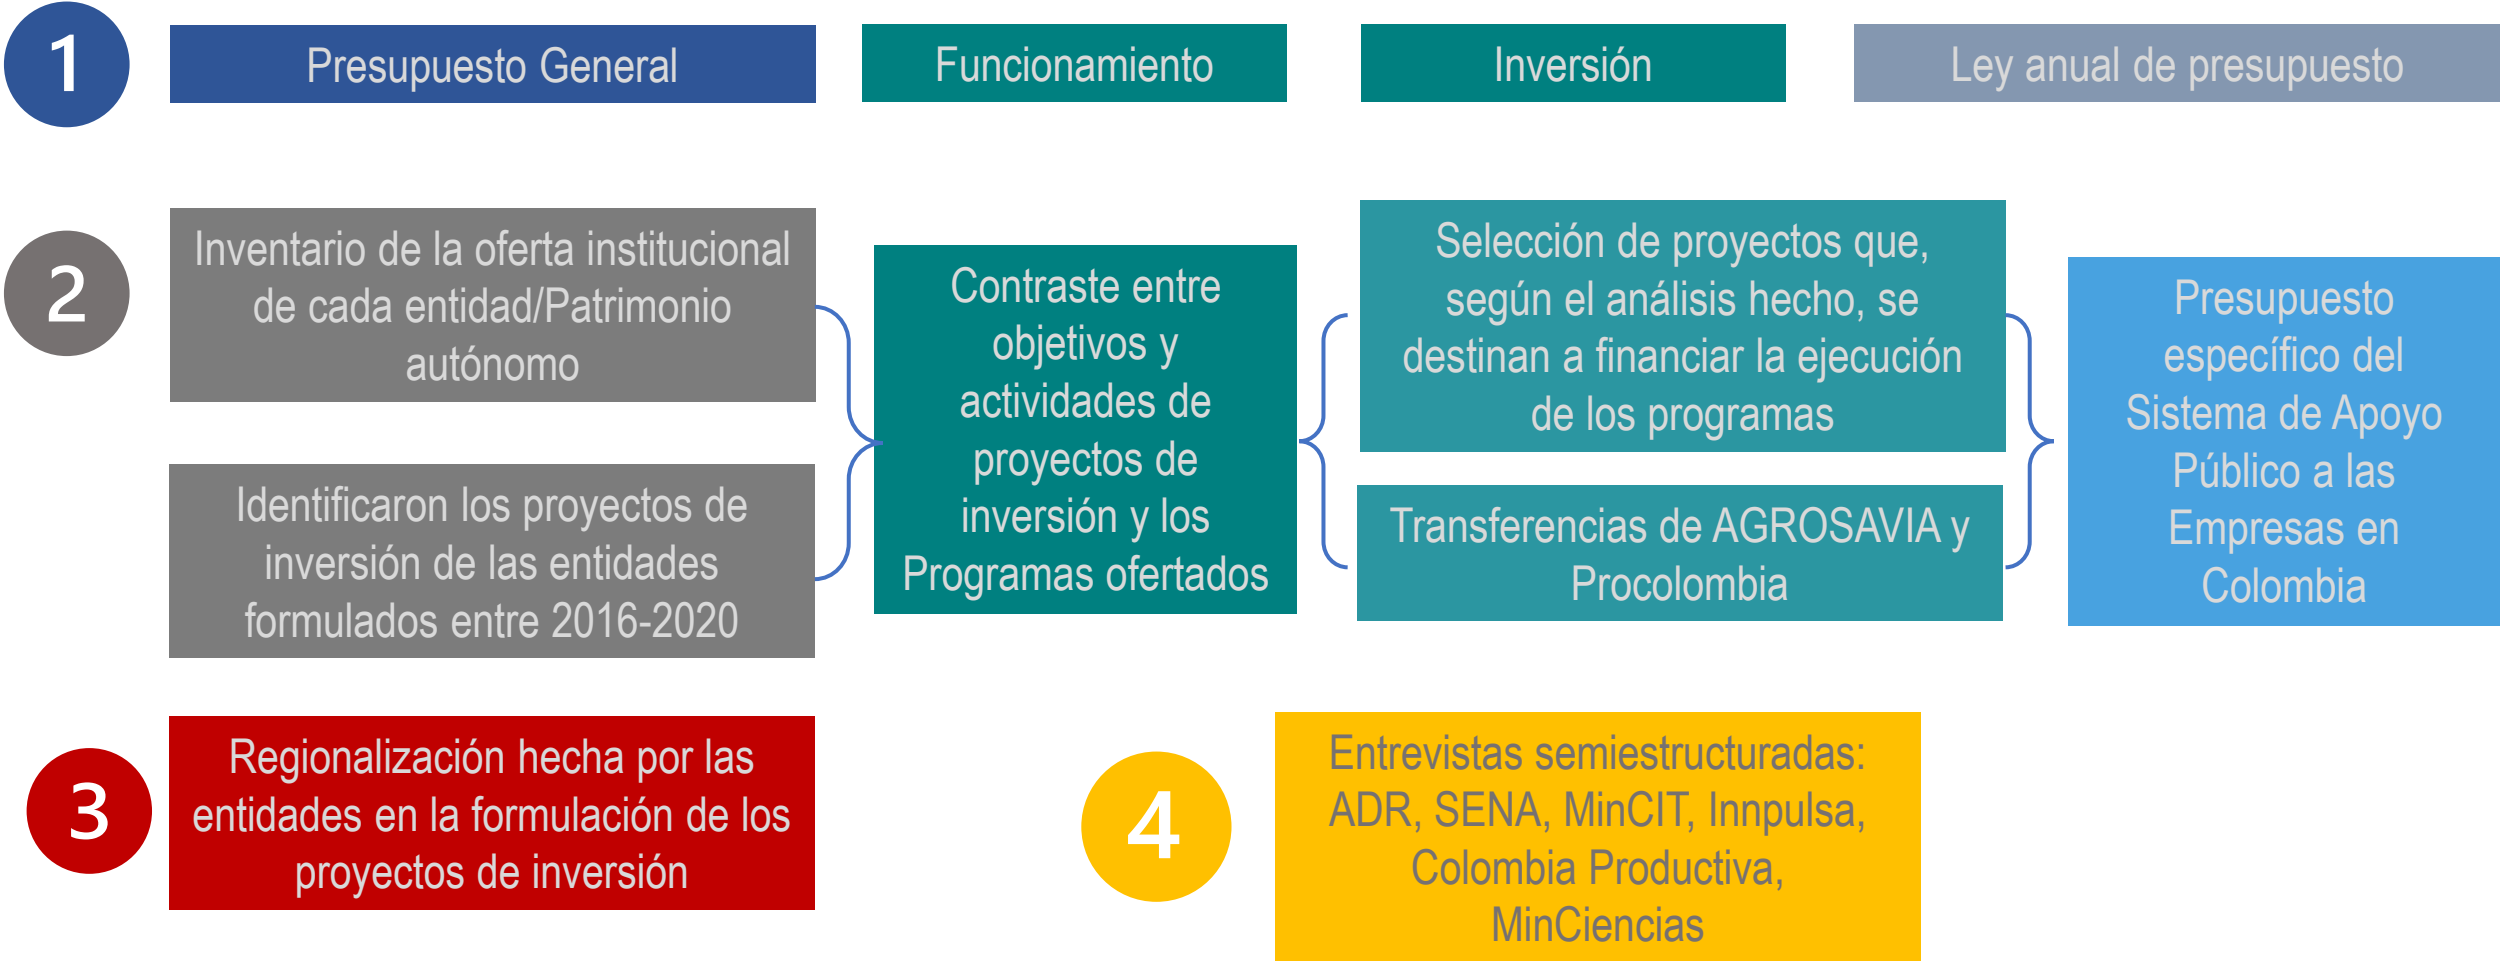 1
Presupuesto General
Funcionamiento
Inversión
Ley anual de presupuesto
2
Inventario de la oferta institucional
de cada entidad/Patrimonio
autónomo
Identificaron los proyectos de
inversión de las entidades
formulados entre 2016-2020
Contraste entre
objetivos y
actividades de
proyectos de
inversión y los
Programas ofertados
Selección de proyectos que,
según el análisis hecho, se
destinan a financiar la ejecución
de los programas
Transferencias de AGROSAVIA y
Procolombia
Presupuesto
específico del
Sistema de Apoyo
Público a las
Empresas en
Colombia
3
Regionalización hecha por las
entidades en la formulación de los
proyectos de inversión
4
Entrevistas semiestructuradas:
ADR, SENA, MinCIT, Innpulsa,
Colombia Productiva,
MinCiencias